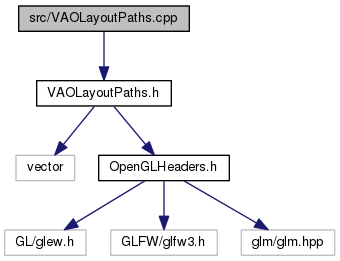 src/VAOLayoutPaths.cpp
VAOLayoutPaths.h
vector
OpenGLHeaders.h
GL/glew.h
GLFW/glfw3.h
glm/glm.hpp